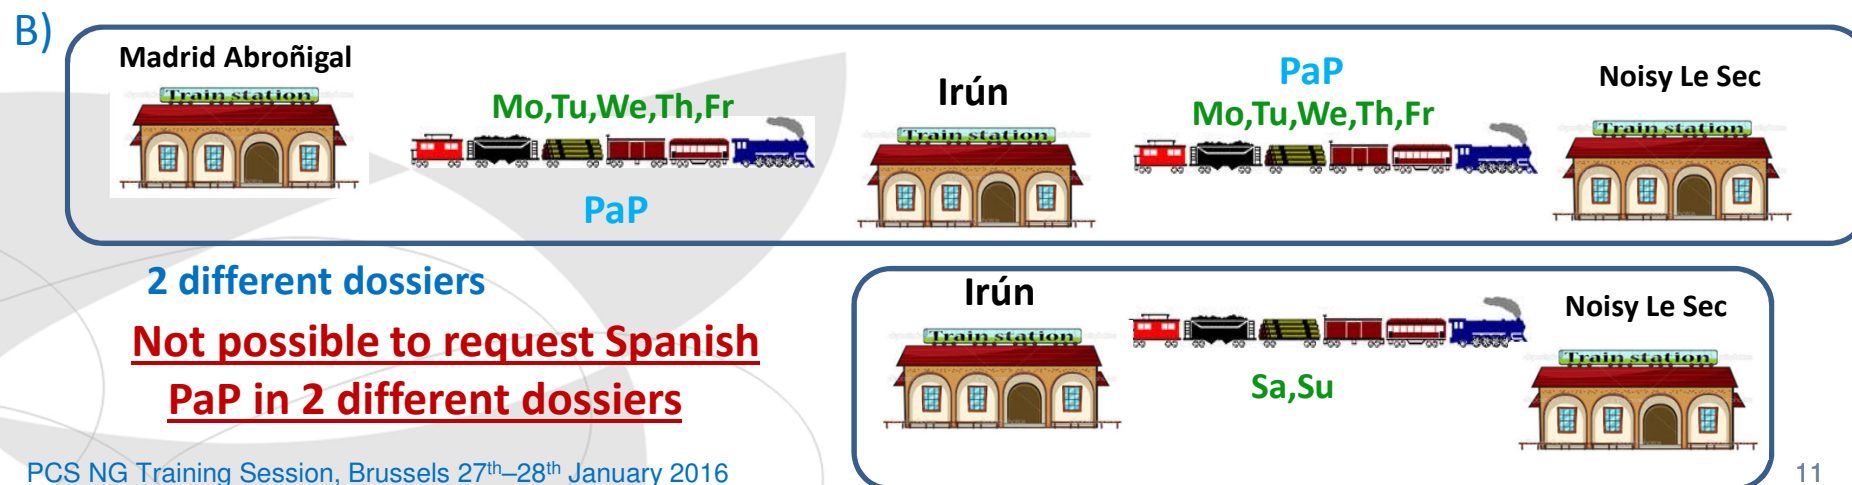 B)
Madrid Abroñigal
Train station
Mo,Tu,We,Th,Fr
PaP
Irún
Train station
PaP
Mo,Tu,We,Th,Fr
Noisy Le Sec
Train station
2 different dossiers
Not possible to request Spanish
PaP in 2 different dossiers
Irún
Train station
Sa,Su
Noisy Le Sec
Train station
PCS NG Training Session, Brussels 27th–28th January 2016
11